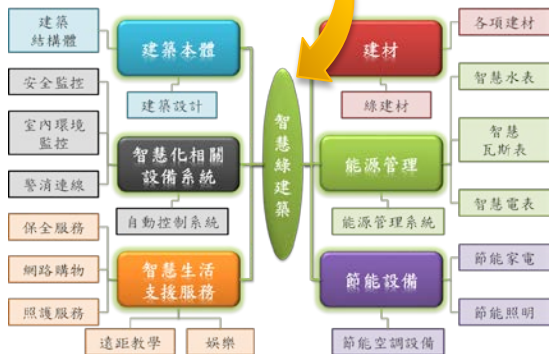 建築
結構體
建築本體
建築設計
安全監控
室內環境
監控
警消連線
智慧化相關
設備系統
自動控制系統
保全服務
網路購物
照護服務
智慧生活
支援服務
遠距教學
娛樂
智慧綠建築
建材
各項建材
綠建材
智慧水表
智慧
瓦斯表
智慧電表
能源管理
能源管理系統
節能設備
節能家電
節能照明
節能空調設備